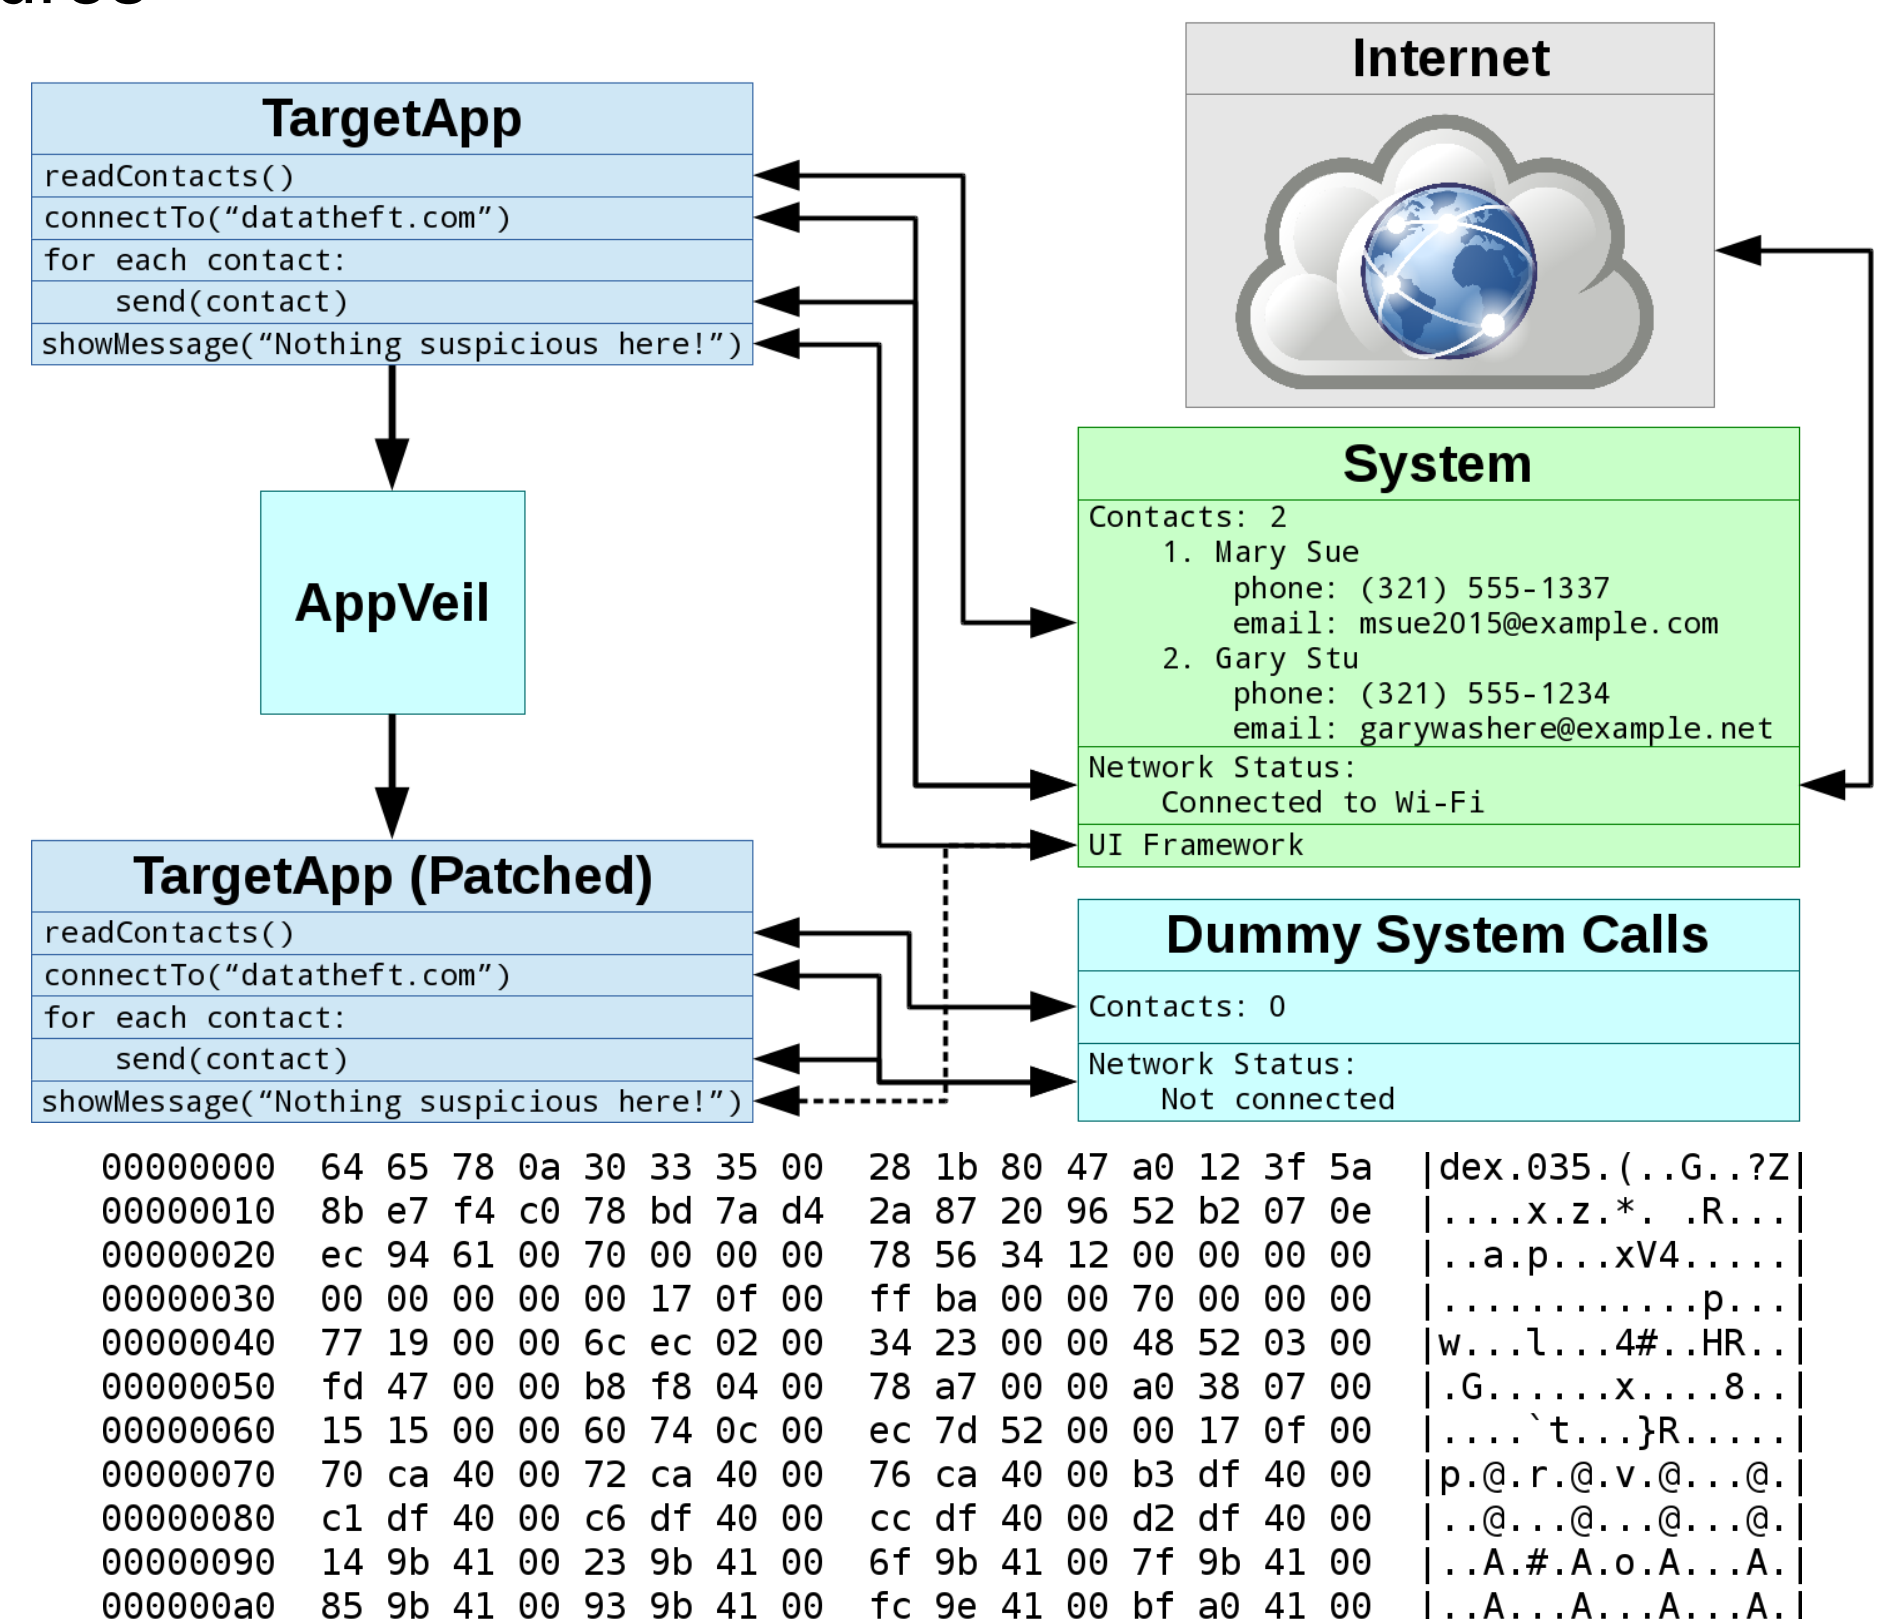 TargetApp
readContacts()
connectTo(“datatheft.com”)
for each contact:
send(contact)
showMessage(“Nothing suspicious here!”)
Internet
AppVeil
System
Contacts: 2
1. Mary Sue
phone: (321) 555-1337
email: msue2015@example.com
2. Gary Stu
phone: (321) 555-1234
email: garywashere@example.net
Network Status:
Connected to Wi-Fi
UI Framework
TargetApp (Patched)
readContacts()
connectTo(“datatheft.com”)
for each contact:
send(contact)
showMessage(“Nothing suspicious here!”)
Dummy System Calls
Contacts: 0
Network Status:
Not connected
00000000 64 65 78 0a 30 33 35 00 28 1b 80 47 a0 12 3f 5a |dex.035.(..G..?Z|
00000010 8b e7 f4 c0 78 bd 7a d4 2a 87 20 96 52 b2 07 0e |....x.z.*. .R...|
00000020 ec 94 61 00 70 00 00 00 78 56 34 12 00 00 00 00 |..a.p...xV4.....|
00000030 00 00 00 00 00 17 0f 00 ff ba 00 00 70 00 00 00 |............p...|
00000040 77 19 00 00 6c ec 02 00 34 23 00 00 48 52 03 00 |w...l...4#..HR..|
00000050 fd 47 00 00 b8 f8 04 00 78 a7 00 00 a0 38 07 00 |.G......x....8..|
00000060 15 15 00 00 60 74 0c 00 ec 7d 52 00 00 17 0f 00 |....`t...}R.....|
00000070 70 ca 40 00 72 ca 40 00 76 ca 40 00 b3 df 40 00 |p.@.r.@.v.@...@.|
00000080 c1 df 40 00 c6 df 40 00 cc df 40 00 d2 df 40 00 |..@...@...@...@.|
00000090 14 9b 41 00 23 9b 41 00 6f 9b 41 00 7f 9b 41 00 |..A.#.A.o.A...A.|
000000a0 85 9b 41 00 93 9b 41 00 fc 9e 41 00 bf a0 41 00 |..A...A...A...A.|